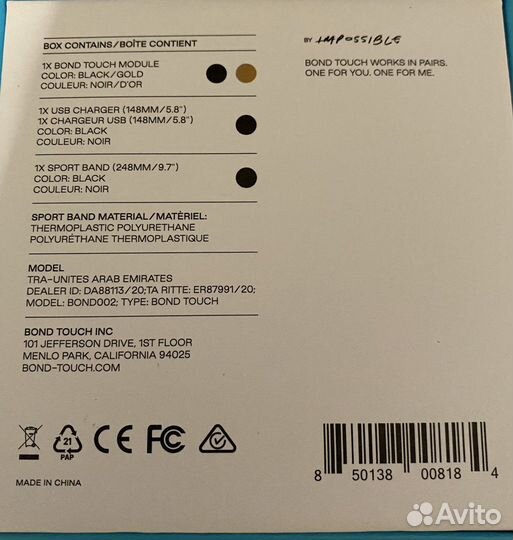 BOX CONTAINS/BOÎTE CONTIENT
1X BOND TOUCH MODULE
COLOR: BLACK/GOLD
COULEUR: NOIR/D'OR
1X USB CHARGER (148MM/5.8")
1X CHARGEUR USB (148MM/5.8")
COLOR: BLACK
COULEUR: NOIR
1X SPORT BAND (248MM/9.7")
COLOR: BLACK
COULEUR: NOIR
SPORT BAND MATERIAL/MATÈRIEL:
THERMOPLASTIC POLYURETHANE
POLYURÉTHANE THERMOPLASTIQUE
MODEL
TRA-UNITES ARAB EMIRATES
DEALER ID: DA88113/20;TA RITTE: ER87991/20;
MODEL: BOND002; TYPE: BOND TOUCH
BOND TOUCH INC
101 JEFFERSON DRIVE, 1ST FLOOR
MENLO PARK, CALIFORNIA 94025
BOND-TOUCH.COM
BY IMPOSSIBLE
BOND TOUCH WORKS IN PAIRS.
ONE FOR YOU. ONE FOR ME.
21
PAP
CE FC
MADE IN CHINA
8 50138 00818 4
Avito